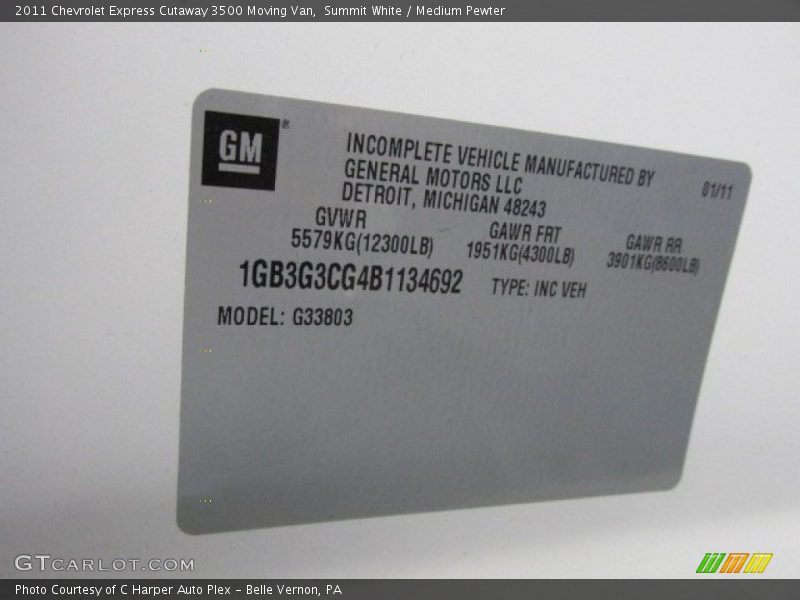 2011 Chevrolet Express Cutaway 3500 Moving Van,  Summit White / Medium Pewter
GM®
INCOMPLETE VEHICLE MANUFACTURED BY
GENERAL MOTORS LLC
DETROIT, MICHIGAN 48243
01/11
GVWR GAWR FRT GAWR RR
5579KG(12300LB) 1951KG(4300LB) 3901KG(8600LB)
1GB3G3CG4B1134692 TYPE: INC VEH
MODEL: G33803
GTCARLOT.COM
Photo Courtesy of C Harper Auto Plex – Belle Vernon, PA